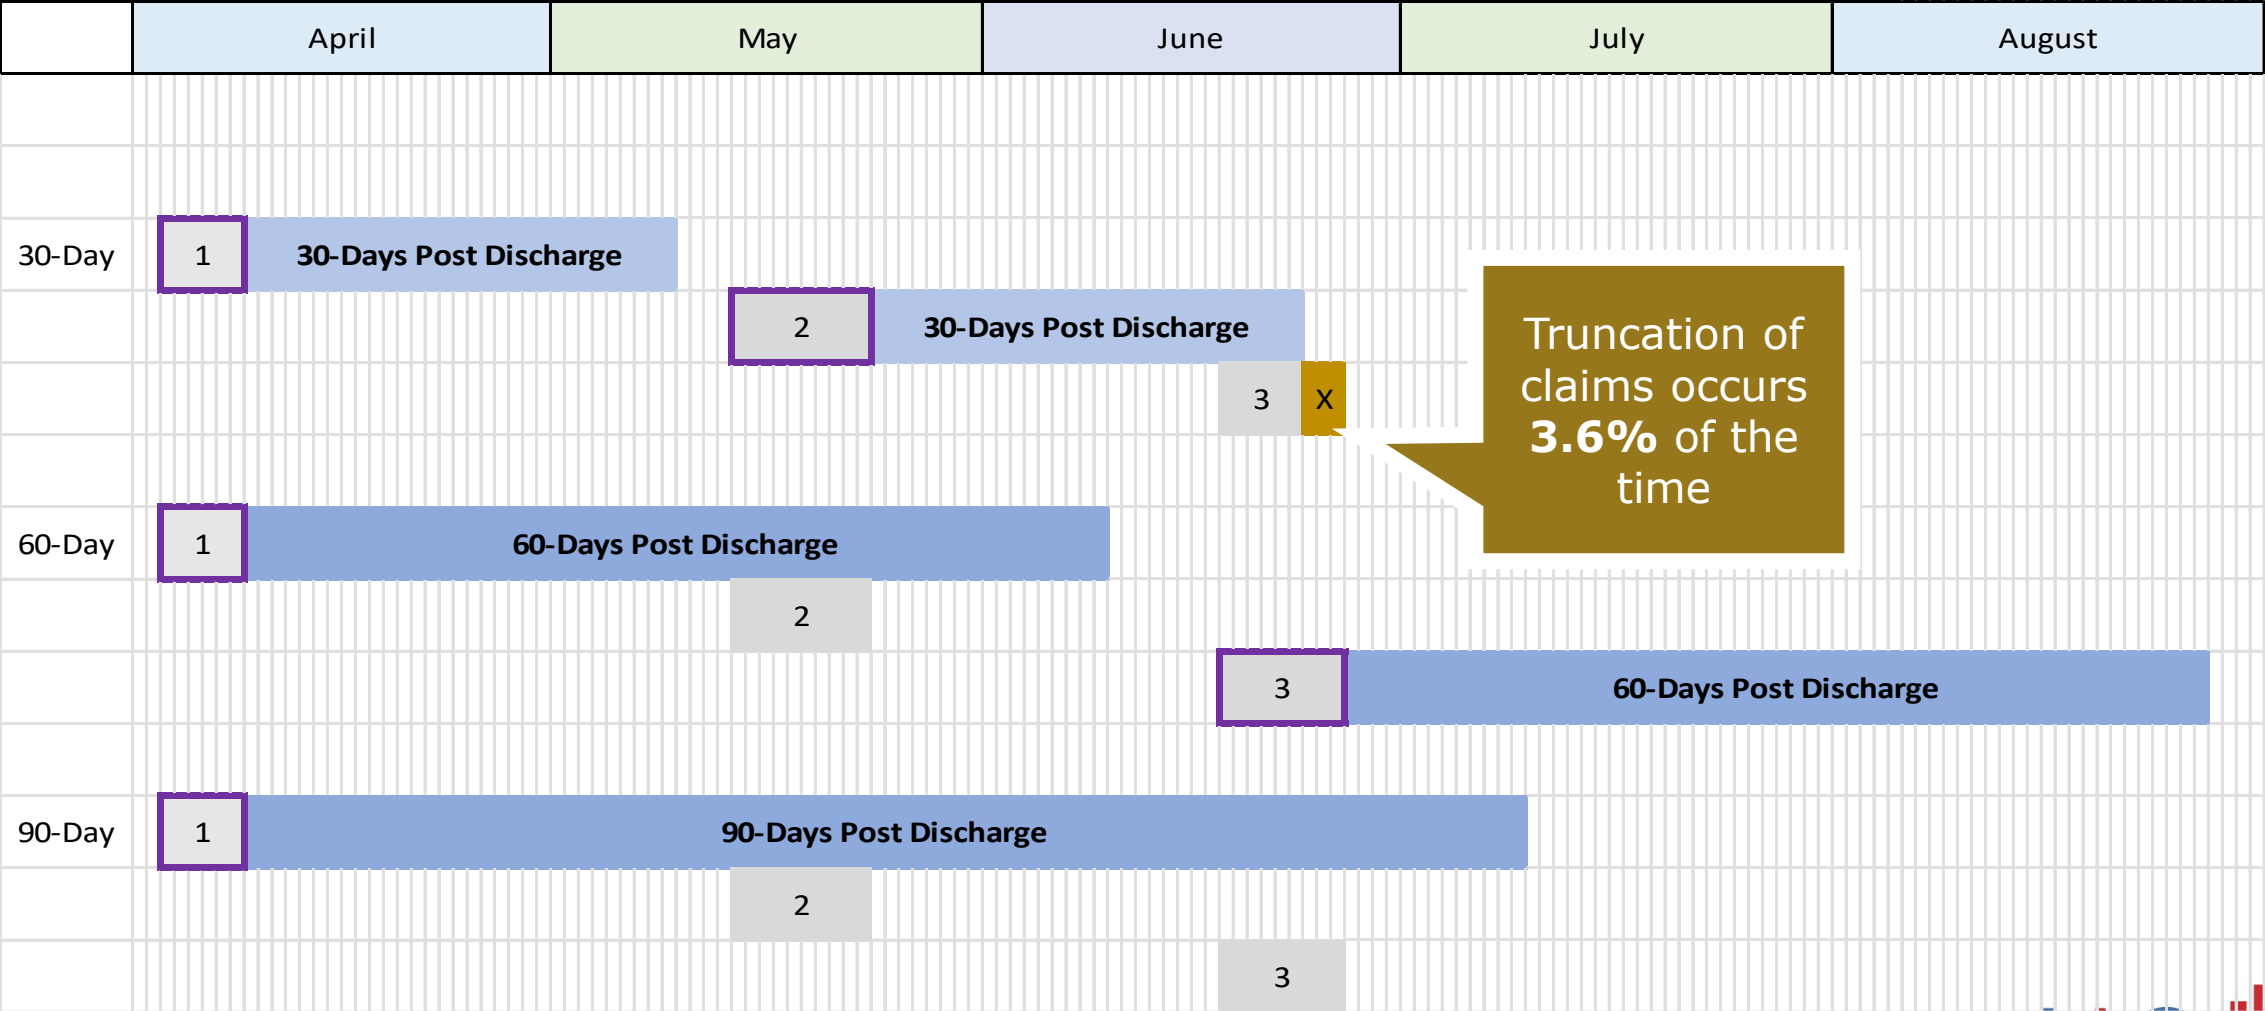 April May June July August
30-Day 1 30-Days Post Discharge
2 30-Days Post Discharge
3 X
Truncation of
claims occurs
3.6% of the
time
60-Day 1 60-Days Post Discharge
2
3 60-Days Post Discharge
90-Day 1 90-Days Post Discharge
2
3